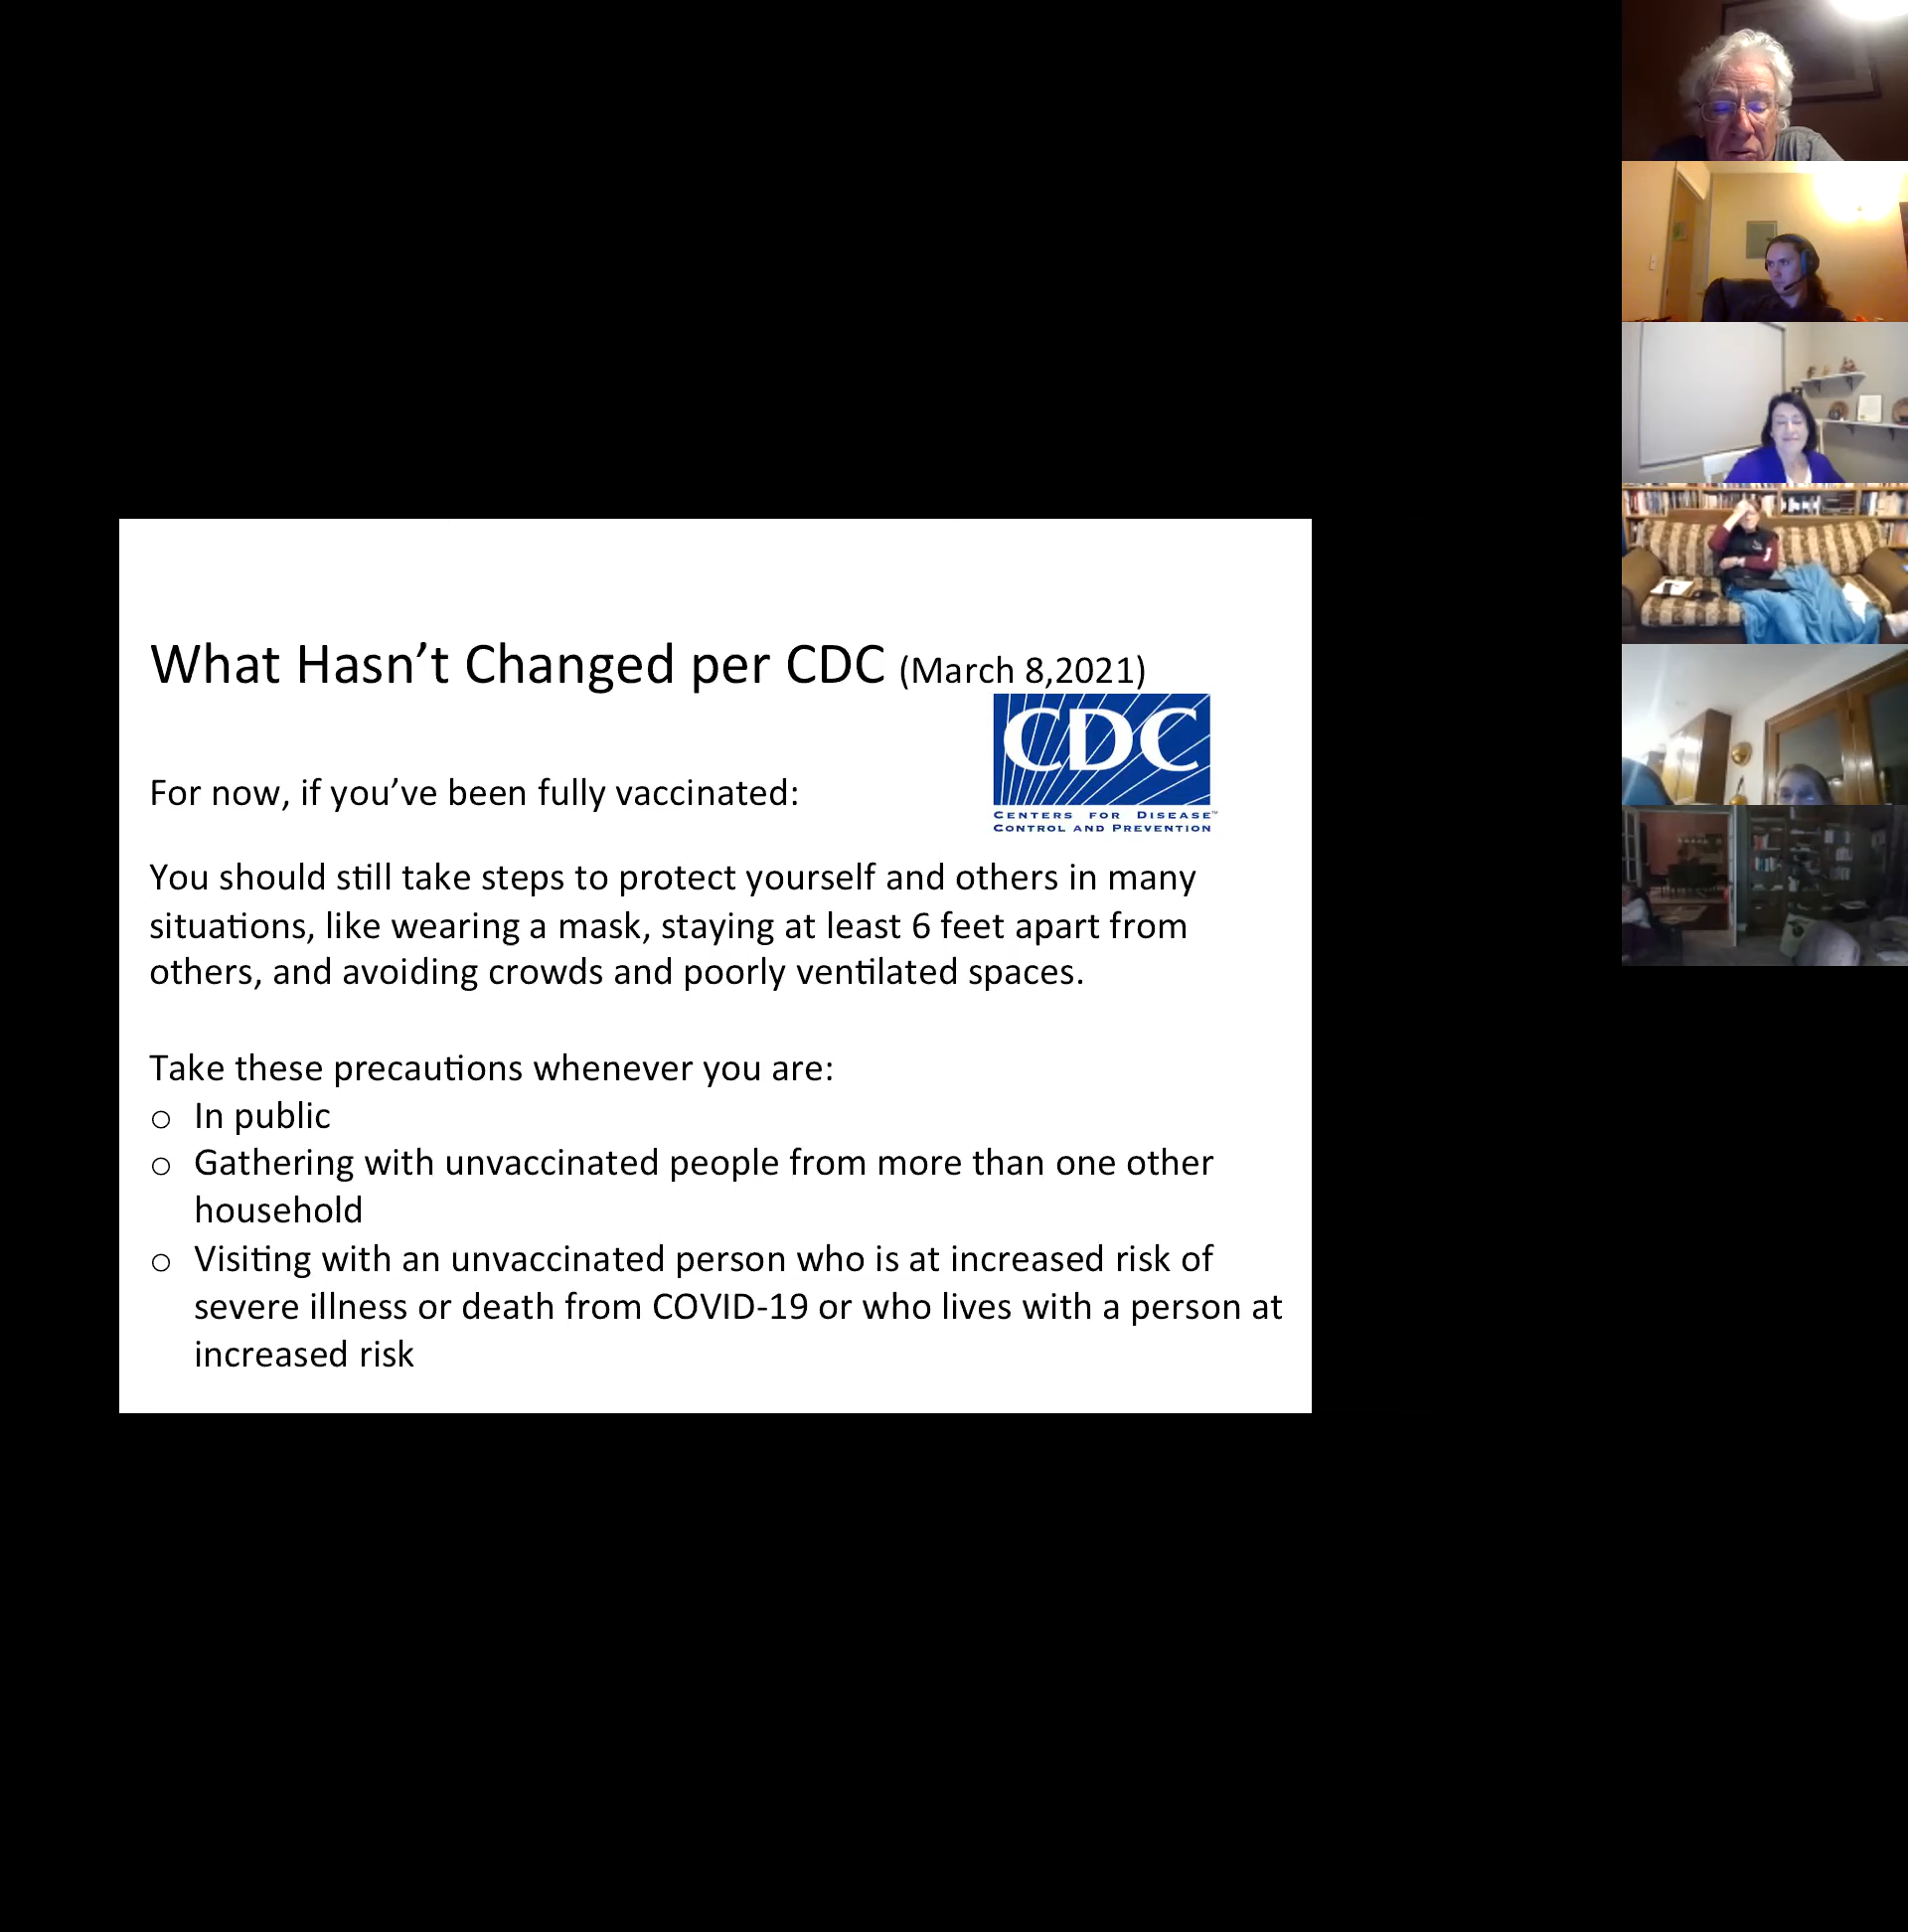 What Hasn’t Changed per CDC (March 8,2021)
CDC
CENTERS FOR DISEASE™
CONTROL AND PREVENTION
For now, if you’ve been fully vaccinated:
You should still take steps to protect yourself and others in many
situations, like wearing a mask, staying at least 6 feet apart from
others, and avoiding crowds and poorly ventilated spaces.
Take these precautions whenever you are:
○ In public
○ Gathering with unvaccinated people from more than one other
household
○ Visiting with an unvaccinated person who is at increased risk of
severe illness or death from COVID-19 or who lives with a person at
increased risk